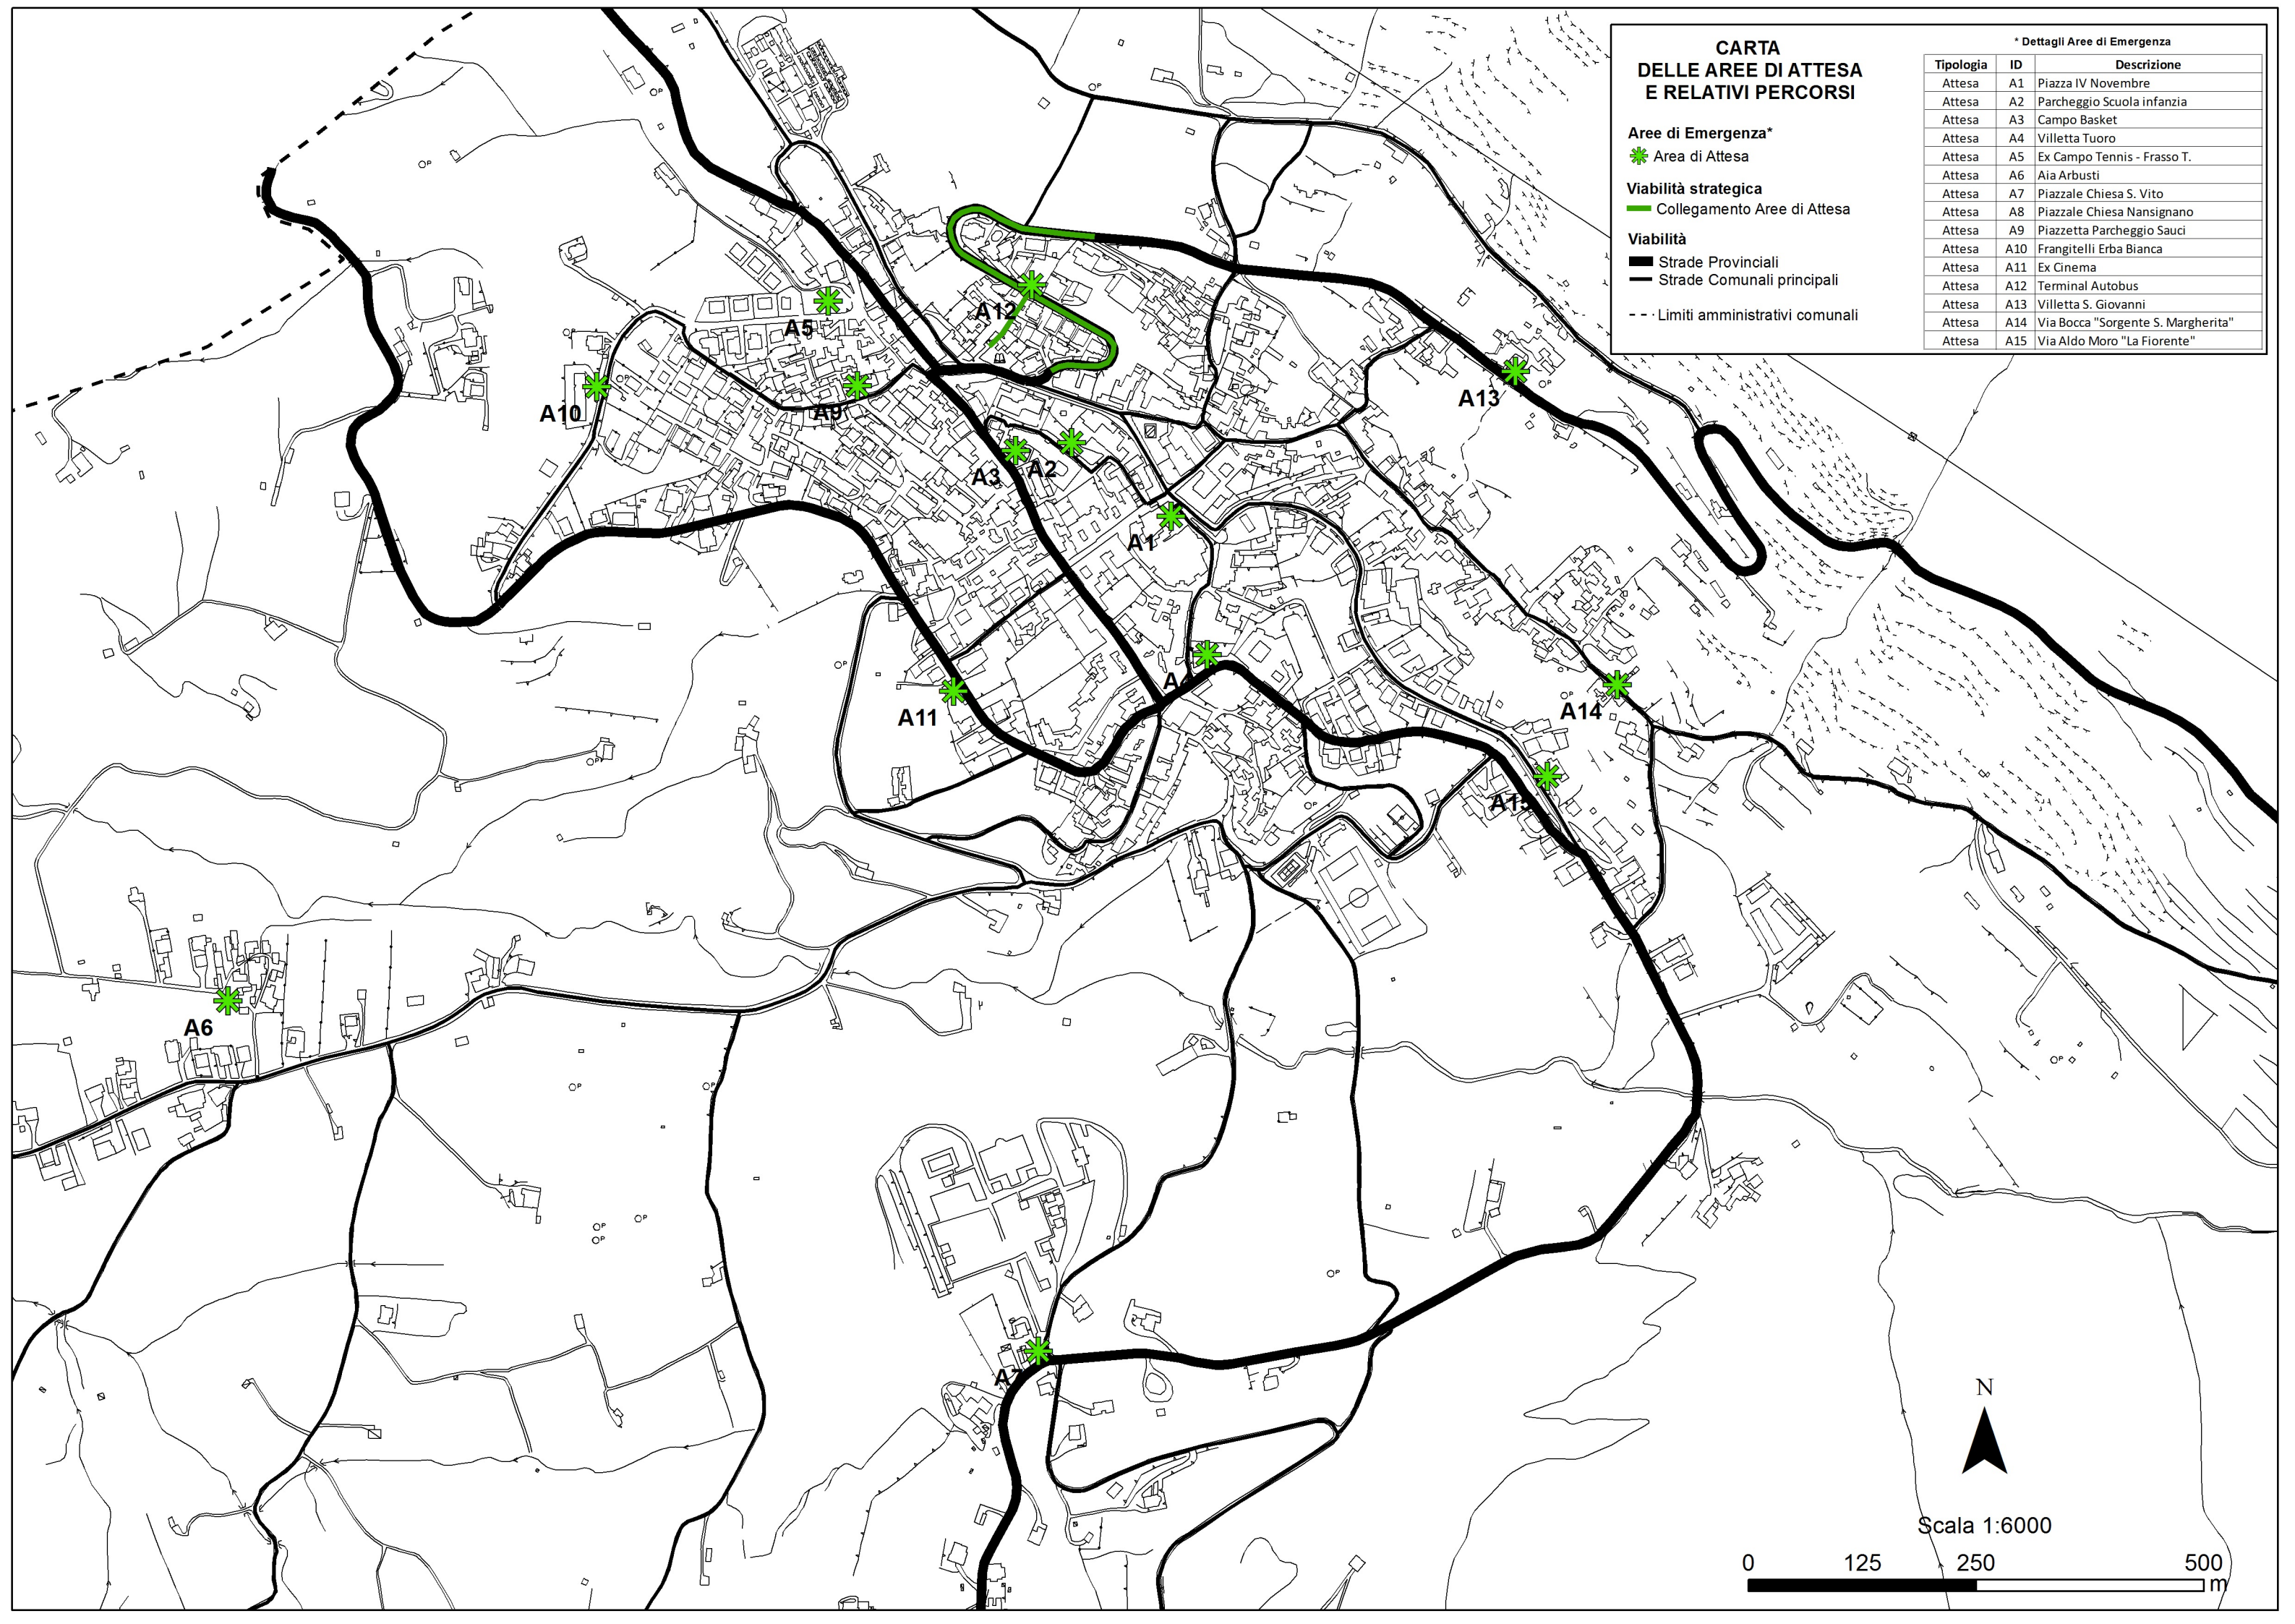 CARTA
DELLE AREE DI ATTESA
E RELATIVI PERCORSI
Aree di Emergenza*
Area di Attesa
Viabilità strategica
Collegamento Aree di Attesa
Viabilità
Strade Provinciali
Strade Comunali principali
Limiti amministrativi comunali
* Dettagli Aree di Emergenza
Tipologia ID Descrizione
Attesa A1 Piazza IV Novembre
Attesa A2 Parcheggio Scuola infanzia
Attesa A3 Campo Basket
Attesa A4 Villetta Tuoro
Attesa A5 Ex Campo Tennis - Frasso T.
Attesa A6 Aia Arbusti
Attesa A7 Piazzale Chiesa S. Vito
Attesa A8 Piazzale Chiesa Nansignano
Attesa A9 Piazzetta Parcheggio Sauci
Attesa A10 Frangitelli Erba Bianca
Attesa A11 Ex Cinema
Attesa A12 Terminal Autobus
Attesa A13 Villetta S. Giovanni
Attesa A14 Via Bocca "Sorgente S. Margherita"
Attesa A15 Via Aldo Moro "La Fiorente"
A12
A5
A13
A10
A9
A3
A2
A1
A4
A11
A14
A15
A6
A7
N
Scala 1:6000
0 125 250 500
m